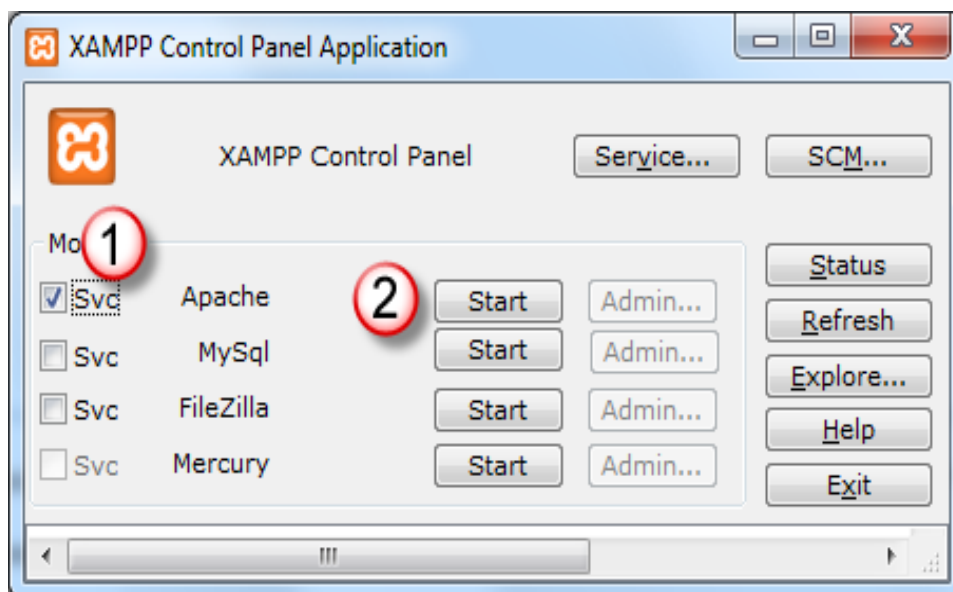 XAMPP Control Panel Application
XAMPP Control Panel Service... SCM...
Mo
1
Svc Apache 2 Start Admin... Status
Svc MySql Start Admin... Refresh
Svc FileZilla Start Admin... Explore...
Svc Mercury Start Admin... Help
Exit